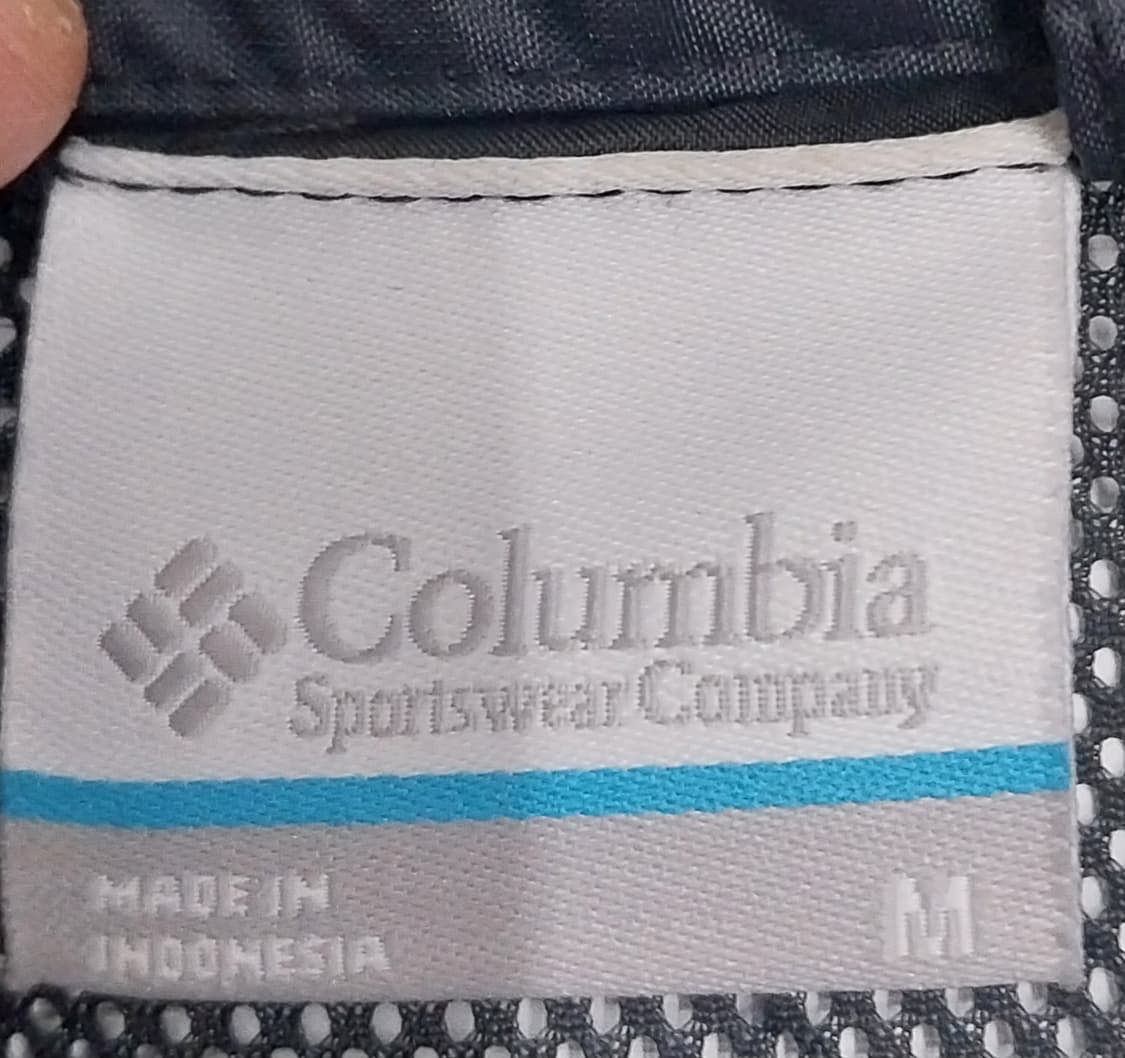 Columbia
Sportswear Company
MADE IN
INDONESIA
M